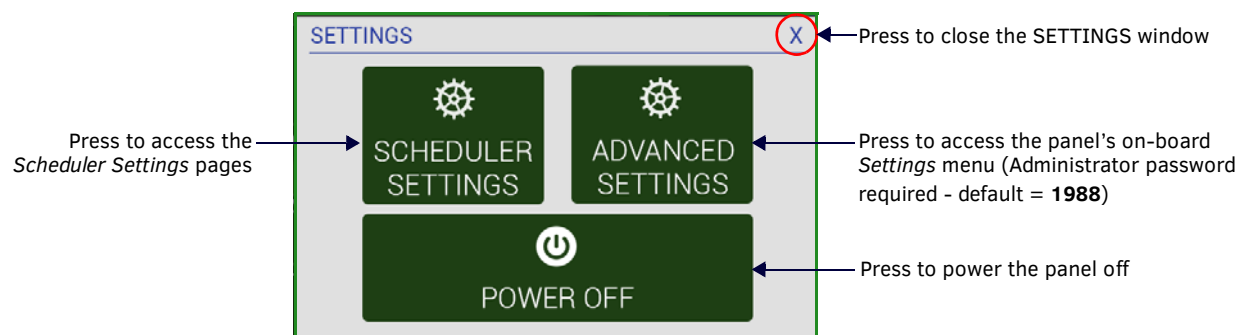 SETTINGS X
Press to close the SETTINGS window
Press to access the
Scheduler Settings pages
SCHEDULER
SETTINGS
ADVANCED
SETTINGS
Press to access the panel's on-board
Settings menu (Administrator password
required - default = 1988)
POWER OFF
Press to power the panel off